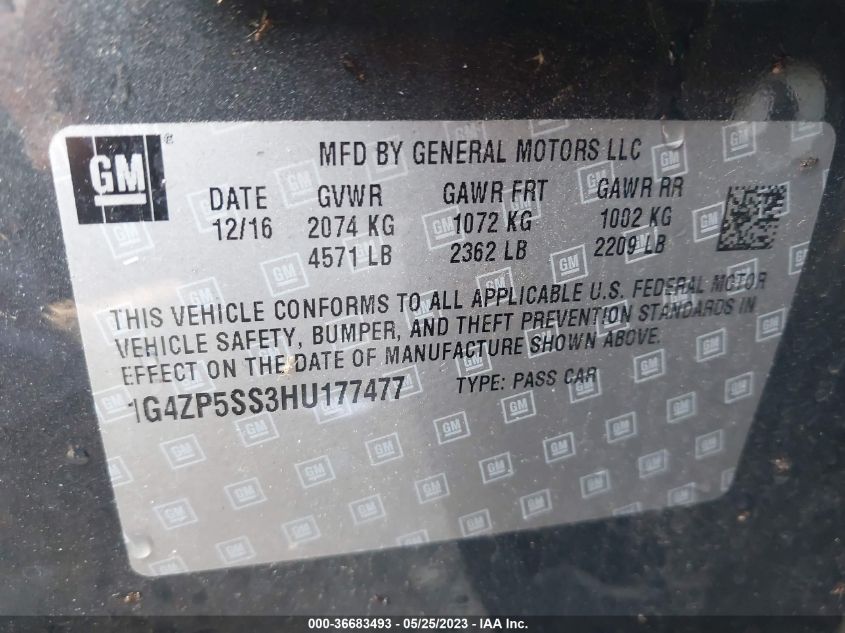 GM ®
MFD BY GENERAL MOTORS LLC
DATE GVWR GAWR FRT GAWR RR
12/16 2074 KG 1072 KG 1002 KG
4571 LB 2362 LB 2209 LB
THIS VEHICLE CONFORMS TO ALL APPLICABLE U.S. FEDERAL MOTOR
VEHICLE SAFETY, BUMPER, AND THEFT PREVENTION STANDARDS IN
EFFECT ON THE DATE OF MANUFACTURE SHOWN ABOVE.
1G4ZP5SS3HU177477 TYPE: PASS CAR
000-36683493 - 05/25/2023 - IAAI.com